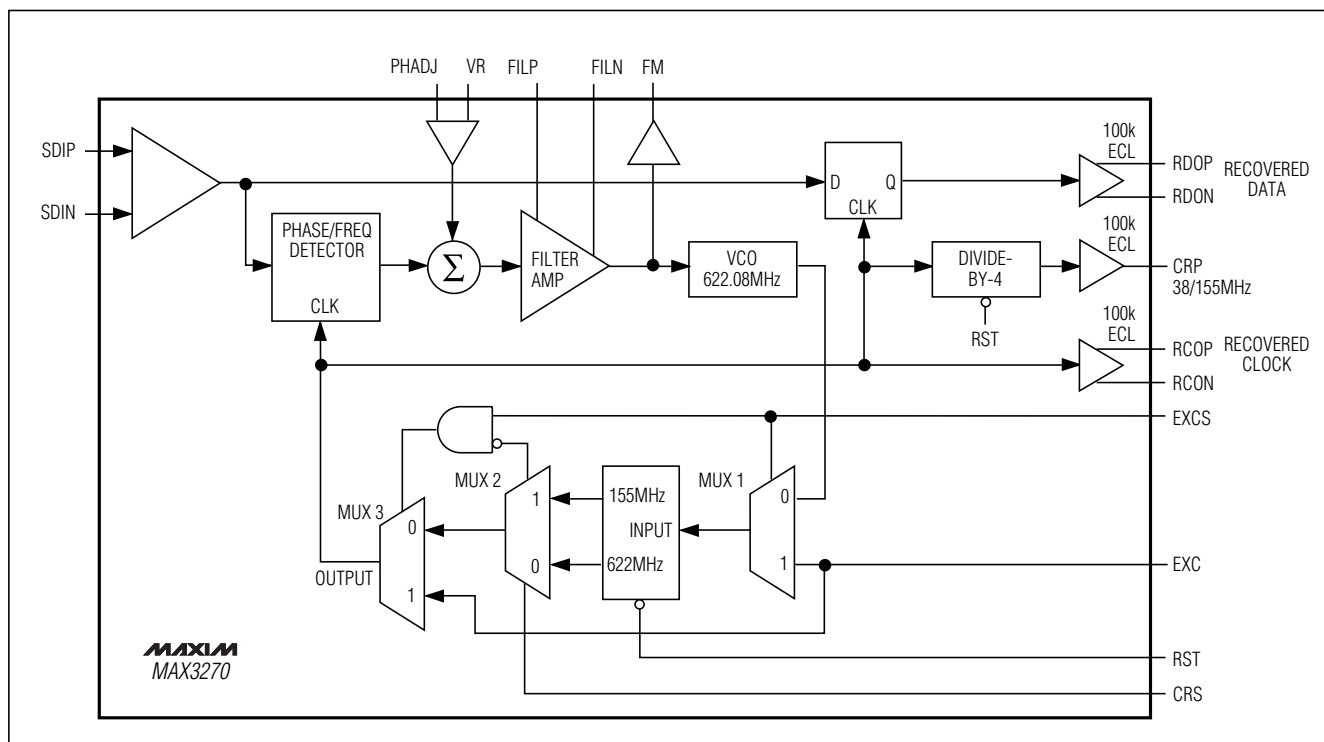 PHADJ VR FILP FILN FM
SDIP
SDIN
PHASE/FREQ
DETECTOR
CLK
Σ
FILTER
AMP
VCO
622.08MHz
D Q
CLK
DIVIDE-
BY-4
RST
100k
ECL
RDOP
RDON
RECOVERED
DATA
100k
ECL
CRP
38/155MHz
100k
ECL
RCOP
RCON
RECOVERED
CLOCK
EXCS
MUX 1
0
1
MUX 2
1
0
155MHz
INPUT
622MHz
MUX 3
0
1
OUTPUT
EXC
RST
CRS
MAXIM
MAX3270